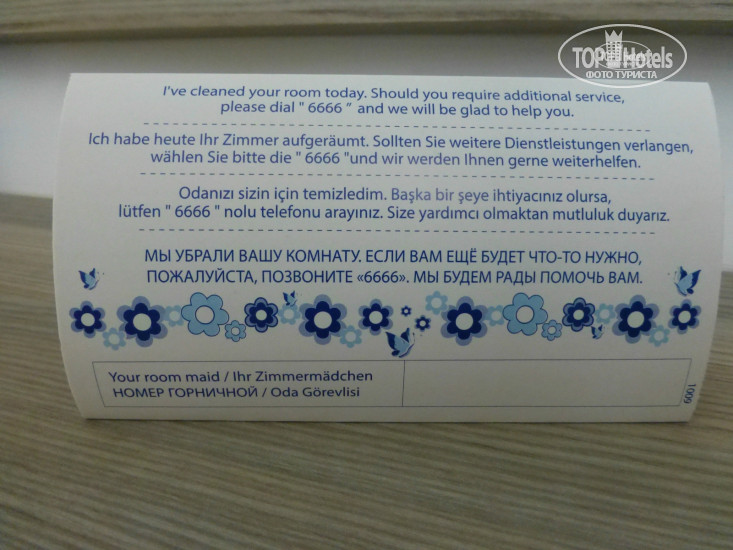 TOP Hotels
ФОТО ТУРИСТА
I've cleaned your room today. Should you require additional service,
please dial " 6666 " and we will be glad to help you.
Ich habe heute Ihr Zimmer aufgeräumt. Sollten Sie weitere Dienstleistungen verlangen,
wählen Sie bitte die " 6666 "und wir werden Ihnen gerne weiterhelfen.
Odanızı sizin için temizledim. Başka bir şeye ihtiyacınız olursa,
lütfen " 6666 " nolu telefonu arayınız. Size yardımcı olmaktan mutluluk duyarız.
МЫ УБРАЛИ ВАШУ КОМНАТУ. ЕСЛИ ВАМ ЕЩЁ БУДЕТ ЧТО-ТО НУЖНО,
ПОЖАЛУЙСТА, ПОЗВОНИТЕ «6666». МЫ БУДЕМ РАДЫ ПОМОЧЬ ВАМ.
Your room maid / Ihr Zimmermädchen
НОМЕР ГОРНИЧНОЙ / Oda Görevlisi
1009